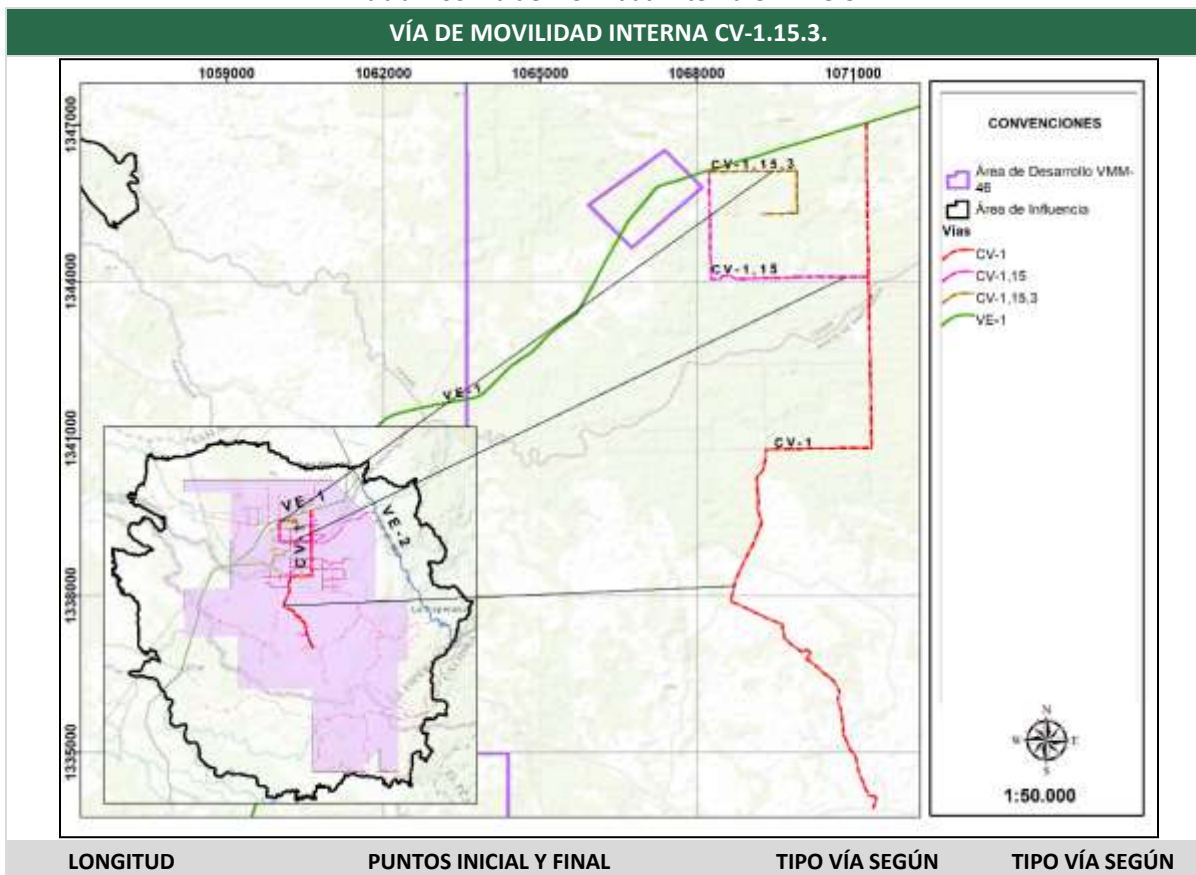 VÍA DE MOVILIDAD INTERNA CV-1.15.3.
1059000 1062000 1065000 1068000 1071000
1347000
1344000
1341000
1338000
1335000
CV-1,15,3
CV-1,15
VE-1
CV-1
VE-1
CV-1
VE-2
CONVENCIONES
Área de Desarrollo VMM-
46
Área de Influencia
Vías
CV-1
CV-1,15
CV-1,15,3
VE-1
N
W E
S
1:50.000
LONGITUD PUNTOS INICIAL Y FINAL TIPO VÍA SEGÚN TIPO VÍA SEGÚN